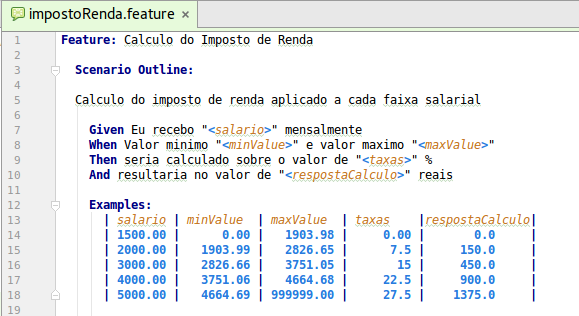 impostoRenda.feature ×
1 Feature: Calculo do Imposto de Renda
2
3 Scenario Outline:
4
5 Calculo do imposto de renda aplicado a cada faixa salarial
6
7 Given Eu recebo "<salario>" mensalmente
8 When Valor minimo "<minValue>" e valor maximo "<maxValue>"
9 Then seria calculado sobre o valor de "<taxas>" %
10 And resultaria no valor de "<respostaCalculo>" reais
11
12 Examples:
13 | salario | minValue | maxValue | taxas |respostaCalculo|
14 | 1500.00 | 0.00 | 1903.98 | 0.00 | 0.0 |
15 | 2000.00 | 1903.99 | 2826.65 | 7.5 | 150.0 |
16 | 3000.00 | 2826.66 | 3751.05 | 15 | 450.0 |
17 | 4000.00 | 3751.06 | 4664.68 | 22.5 | 900.0 |
18 | 5000.00 | 4664.69 | 999999.00 | 27.5 | 1375.0 |
19